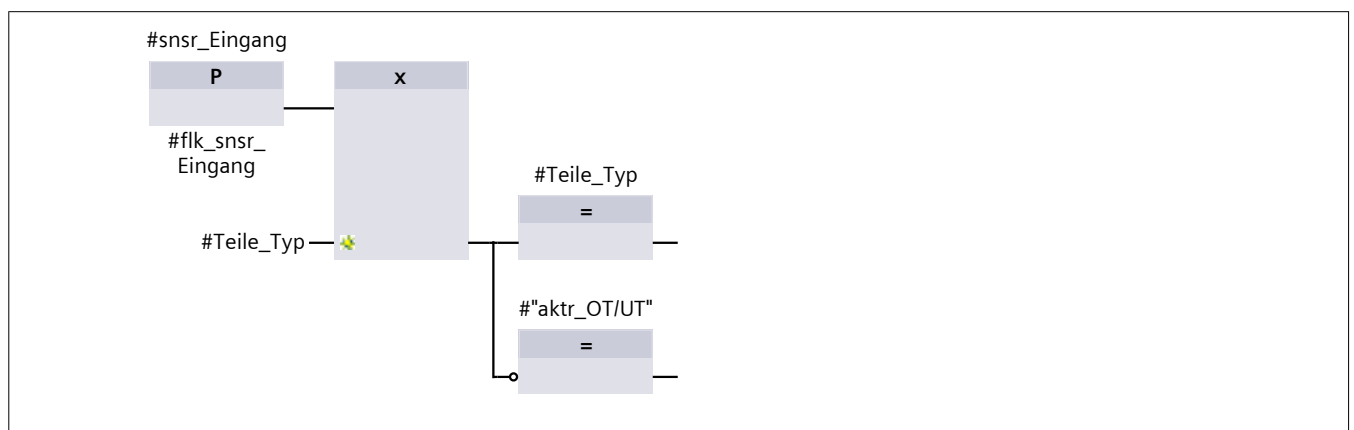 #snsr_Eingang
P
x
#flk_snsr_
Eingang
#Teile_Typ
=
#Teile_Typ
#"aktr_OT/UT"
=